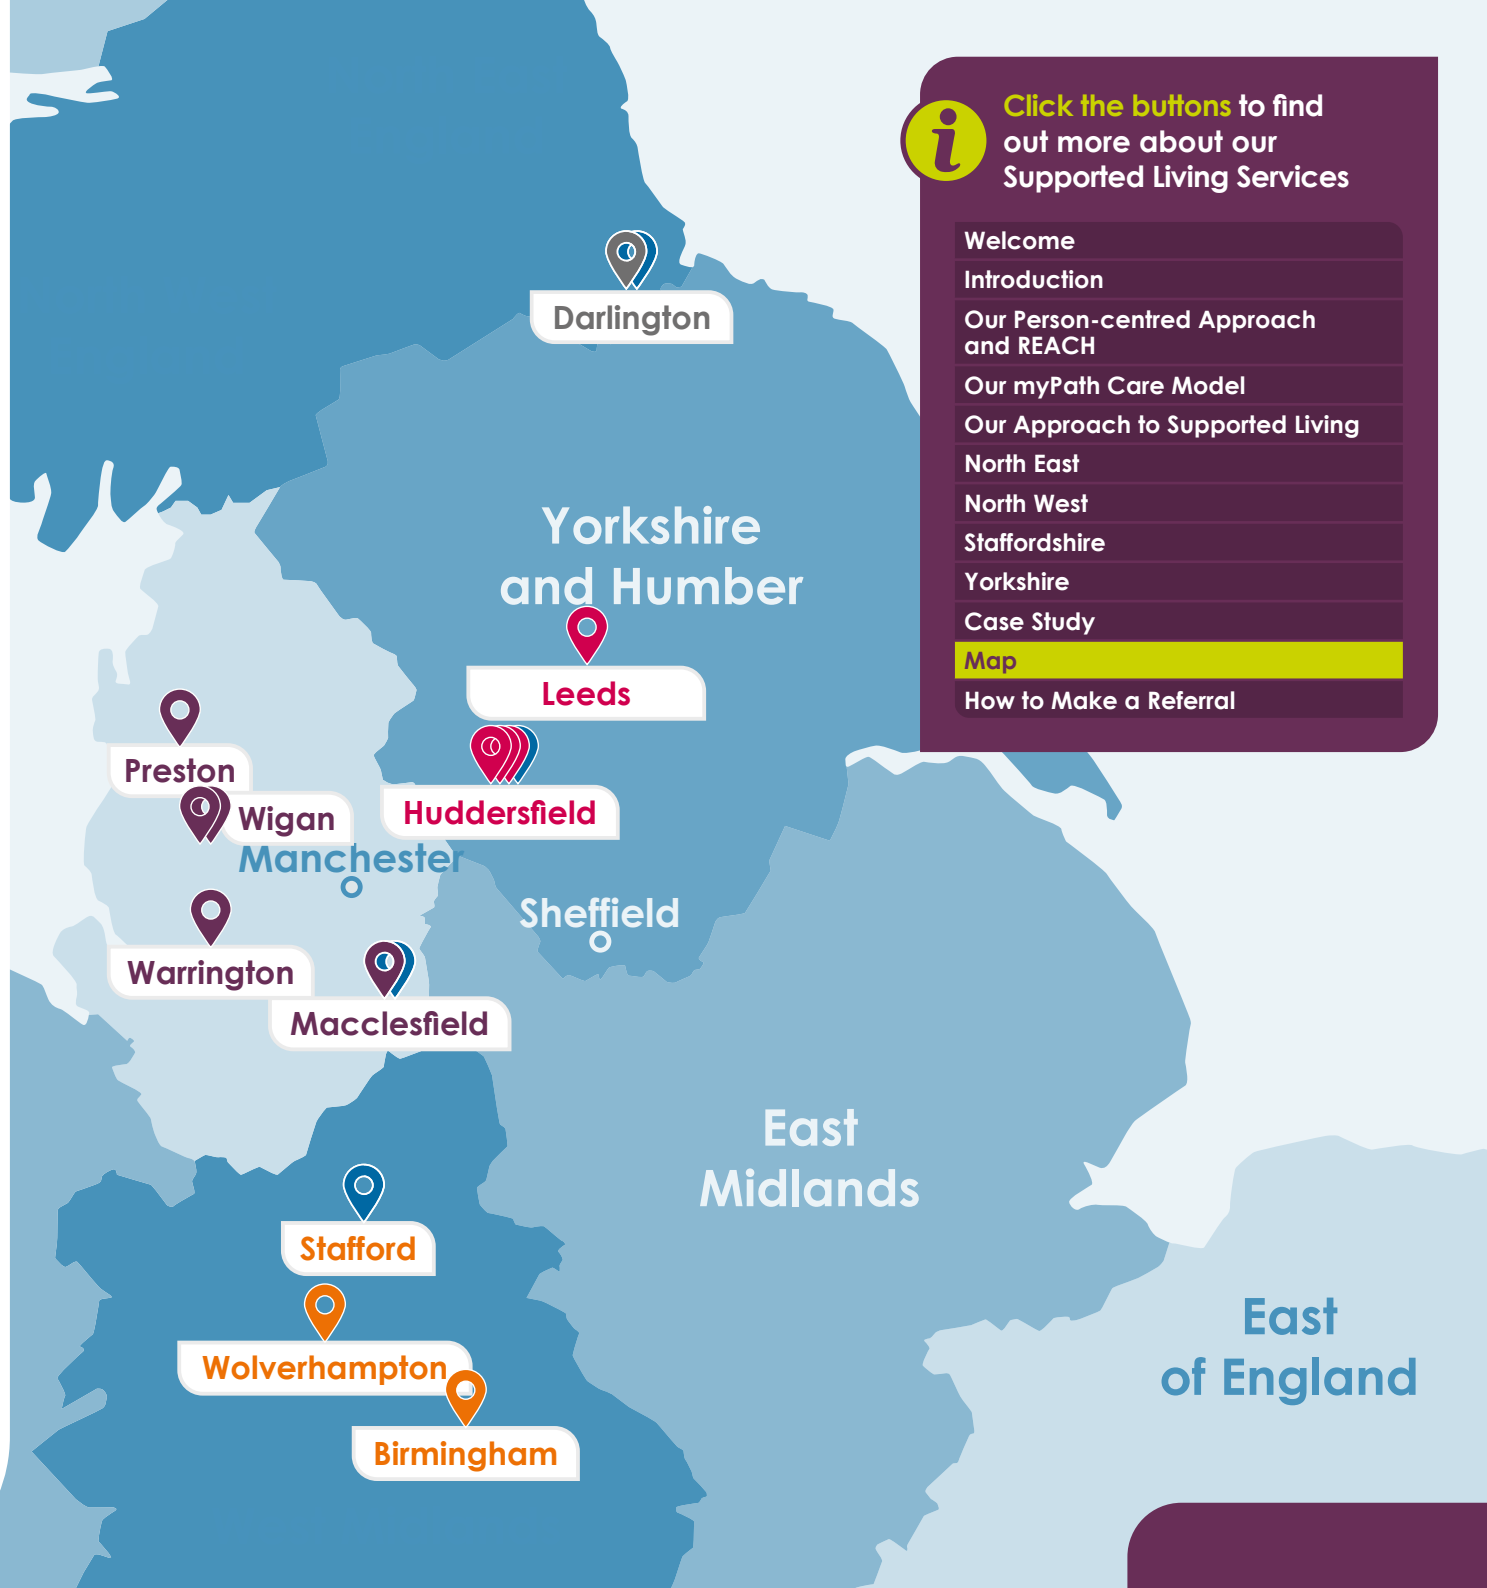 Click the buttons to find
out more about our
Supported Living Services
Welcome
Introduction
Our Person-centred Approach
and REACH
Our myPath Care Model
Our Approach to Supported Living
North East
North West
Staffordshire
Yorkshire
Case Study
Map
How to Make a Referral
Darlington
Yorkshire
and Humber
Leeds
Preston
Huddersfield
Wigan
Manchester
Sheffield
Warrington
Macclesfield
East
Midlands
Stafford
Wolverhampton
Birmingham
East
of England